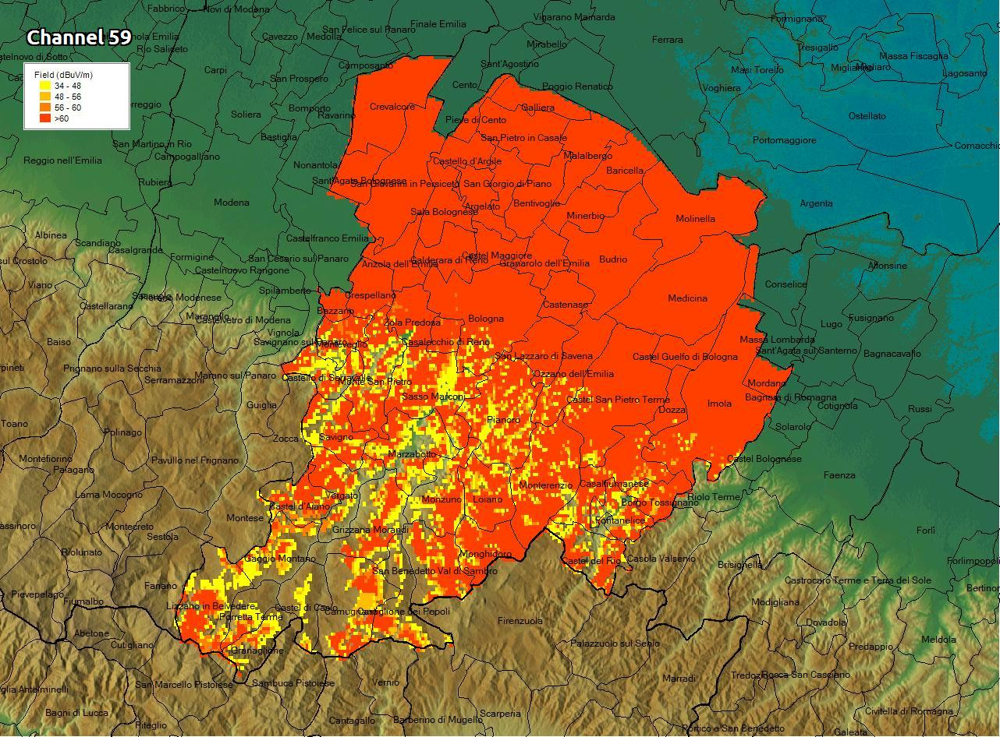 Fabbrico
Novi di Modena
Finale Emilia
Vigarano Mainarda
Formignana
San Felice sul Panaro
Channel 59
Cavezzo
Medolla
Mirabello
Ferrara
Rio Saliceto
Tresigallo
Massa Fiscaglia
Carpi
Camposanto
Sant'Agostino
Masi Torello
Migliaro
Lagosanto
Field (dBuV/m)
34 - 48
48 - 56
56 - 60
>60
San Prospero
Cento
Poggio Renatico
Voghiera
Soliera
Bomporto
Ravarino
Crevalcore
Galliera
Pieve di Cento
Ostellato
San Martino in Rio
Bastiglia
San Pietro in Casale
Portomaggiore
Reggio nell'Emilia
Campogalliano
Nonantola
Castello d'Argile
Malalbergo
Baricella
Rubiera
Sant'Agata Bolognese
San Giovanni in Persiceto
San Giorgio di Piano
Modena
Sala Bolognese
Argelato
Bentivoglio
Minerbio
Molinella
Argenta
Albinea
Scandiano
Casalgrande
Castelfranco Emilia
Formigine
San Cesario sul Panaro
Anzola dell'Emilia
Calderara di Reno
Castel Maggiore
Granarolo dell'Emilia
Budrio
Alfonsine
Viano
Castelnuovo Rangone
Spilamberto
Crespellano
Castenaso
Medicina
Conselice
Castellarano
Sassuolo
Fiorano Modenese
Maranello
Castelvetro di Modena
Bazzano
Zola Predosa
Bologna
Lugo
Fusignano
Baiso
Vignola
Savignano sul Panaro
Monteveglio
Casalecchio di Reno
Massa Lombarda
Sant'Agata sul Santerno
Bagnacavallo
Prignano sulla Secchia
Serramazzoni
Marano sul Panaro
Castello di Serravalle
Monte San Pietro
San Lazzaro di Savena
Castel Guelfo di Bologna
Ozzano dell'Emilia
Mordano
Guiglia
Sasso Marconi
Castel San Pietro Terme
Dozza
Imola
Bagnara di Romagna
Cotignola
Russi
Toano
Polinago
Zocca
Savigno
Pianoro
Solarolo
Montefiorino
Palagano
Pavullo nel Frignano
Marzabotto
Castel Bolognese
Faenza
Lama Mocogno
Vergato
Monzuno
Loiano
Monterenzio
Casalfiumanese
Borgo Tossignano
Riolo Terme
Montecreto
Sestola
Montese
Castel d'Aiano
Grizzana Morandi
Fontanelice
Forlì
Riolunato
Gaggio Montano
Monghidoro
Castel del Rio
Casola Valsenio
Brisighella
Forlimpopoli
Pievepelago
Fiumalbo
Fanano
San Benedetto Val di Sambro
Castrocaro Terme e Terra del Sole
Lizzano in Belvedere
Porretta Terme
Castel di Casio
Camugnano
Castiglione dei Pepoli
Firenzuola
Modigliana
Dovadola
Abetone
Cutigliano
Granaglione
Palazzuolo sul Senio
Predappio
Meldola
San Marcello Pistoiese
Sambuca Pistoiese
Vernio
Marradi
Tredozio
Rocca San Casciano
Bagni di Lucca
Piteglio
Cantagallo
Barberino di Mugello
Scarperia
Portico e San Benedetto
Civitella di Romagna
Galeata